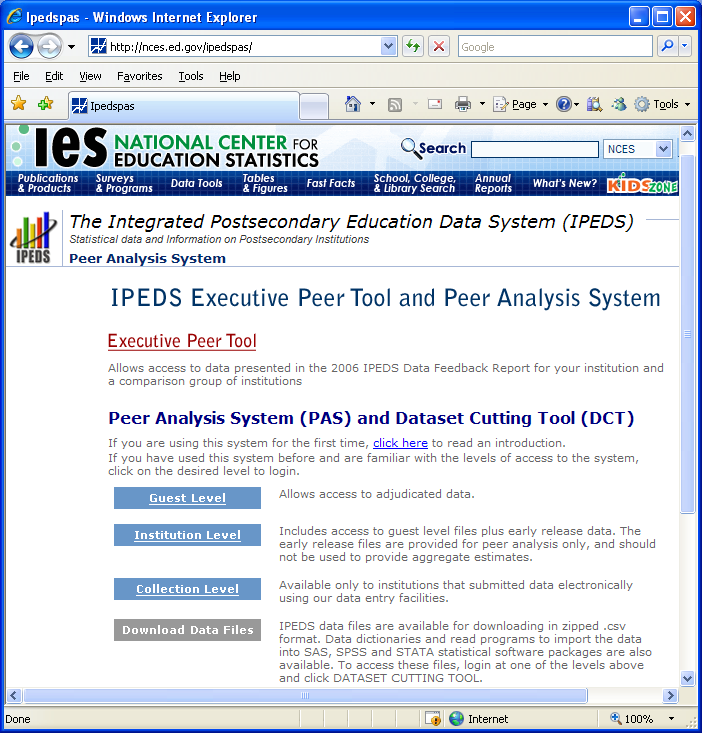 Ipedspas - Windows Internet Explorer
http://nces.ed.gov/ipedspas/
Google
File Edit View Favorites Tools Help
Ipedspas
Page
Tools
ies NATIONAL CENTER FOR
EDUCATION STATISTICS
Search
NCES
Publications
& Products
Surveys
& Programs
Data Tools
Tables
& Figures
Fast Facts
School, College,
& Library Search
Annual
Reports
What's New?
KIDSZONE
IPEDS
The Integrated Postsecondary Education Data System (IPEDS)
Statistical data and Information on Postsecondary Institutions
Peer Analysis System
IPEDS Executive Peer Tool and Peer Analysis System
Executive Peer Tool
Allows access to data presented in the 2006 IPEDS Data Feedback Report for your institution and
a comparison group of institutions
Peer Analysis System (PAS) and Dataset Cutting Tool (DCT)
If you are using this system for the first time, click here to read an introduction.
If you have used this system before and are familiar with the levels of access to the system,
click on the desired level to login.
Guest Level
Allows access to adjudicated data.
Institution Level
Includes access to guest level files plus early release data. The
early release files are provided for peer analysis only, and should
not be used to provide aggregate estimates.
Collection Level
Available only to institutions that submitted data electronically
using our data entry facilities.
Download Data Files
IPEDS data files are available for downloading in zipped .csv
format. Data dictionaries and read programs to import the data
into SAS, SPSS and STATA statistical software packages are also
available. To access these files, login at one of the levels above
and click DATASET CUTTING TOOL.
Done
Internet
100%